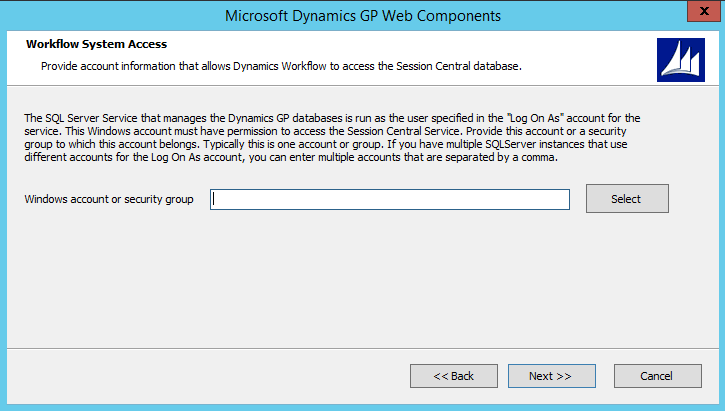 Microsoft Dynamics GP Web Components
x
Workflow System Access
Provide account information that allows Dynamics Workflow to access the Session Central database.
The SQL Server Service that manages the Dynamics GP databases is run as the user specified in the "Log On As" account for the
service. This Windows account must have permission to access the Session Central Service. Provide this account or a security
group to which this account belongs. Typically this is one account or group. If you have multiple SQLServer instances that use
different accounts for the Log On As account, you can enter multiple accounts that are separated by a comma.
Windows account or security group
Select
<< Back
Next >>
Cancel